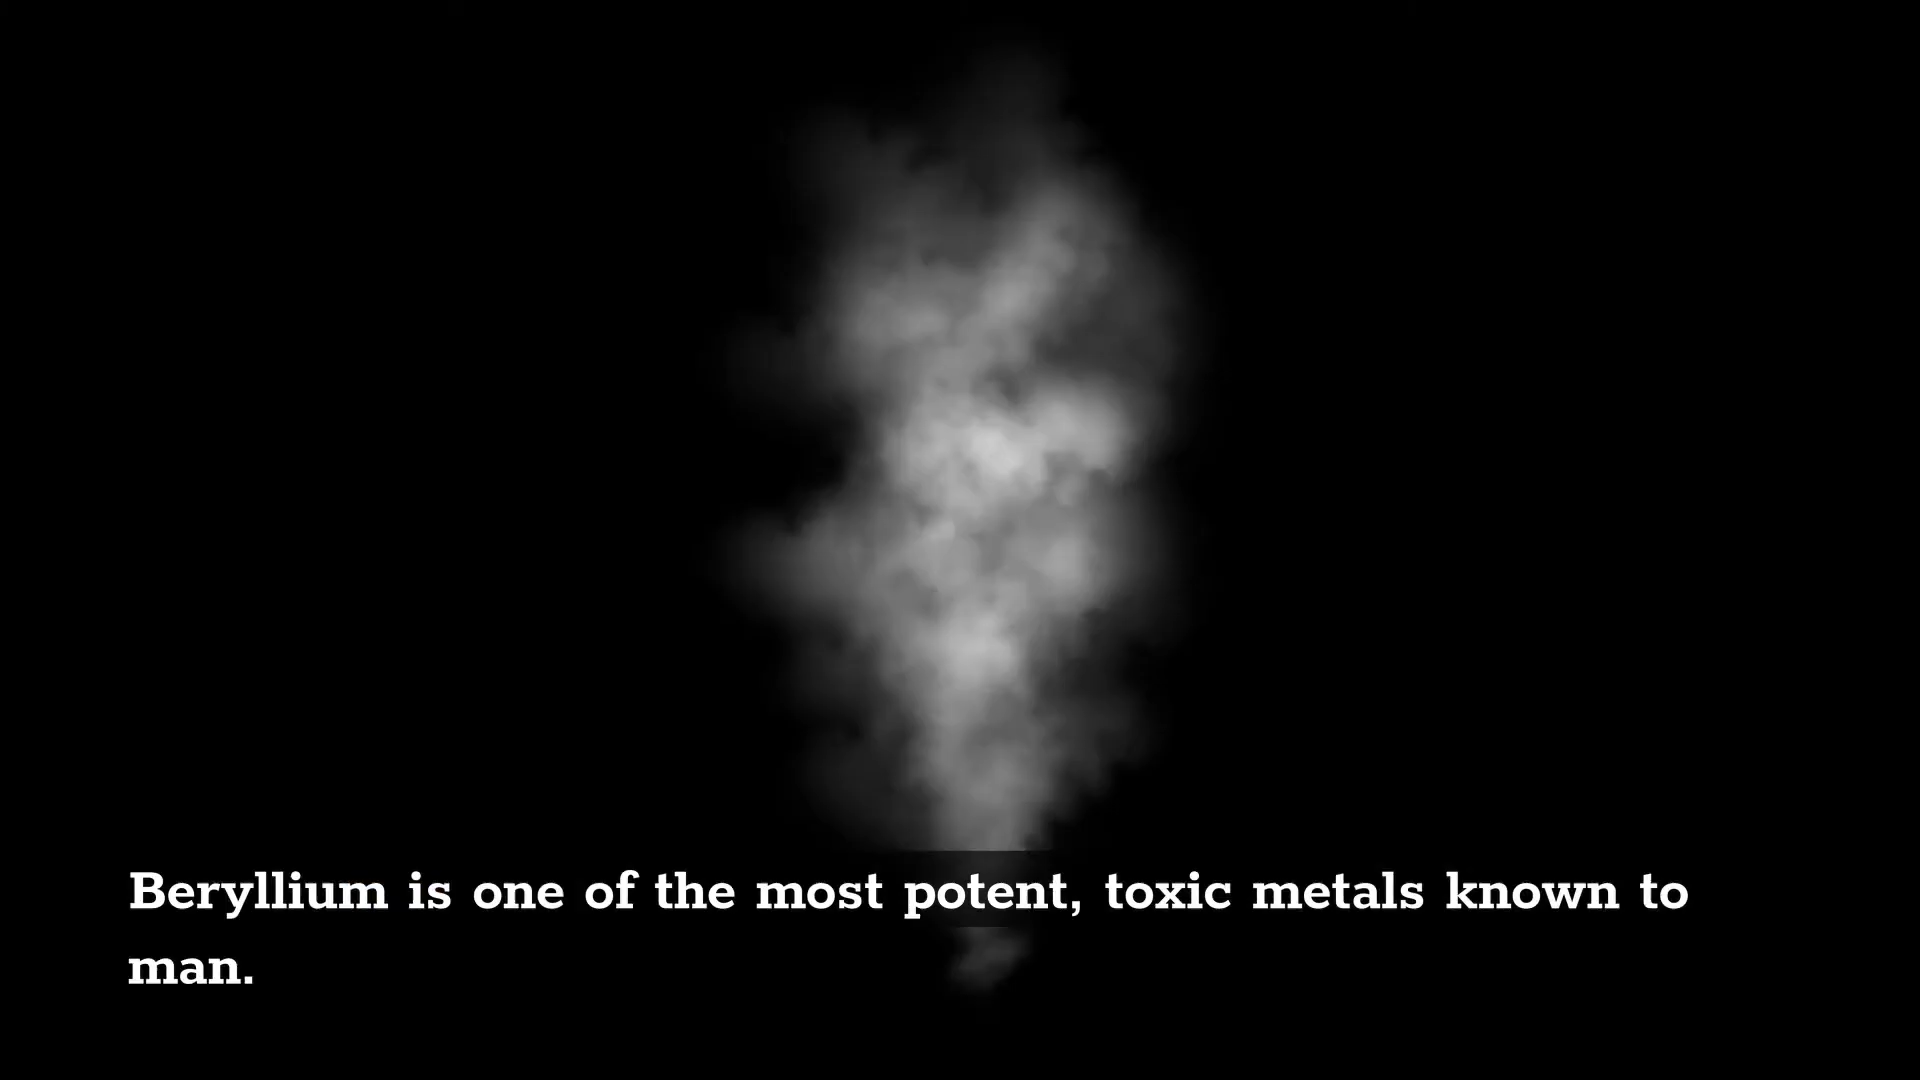 Beryllium is one of the most potent, toxic metals known to
man.